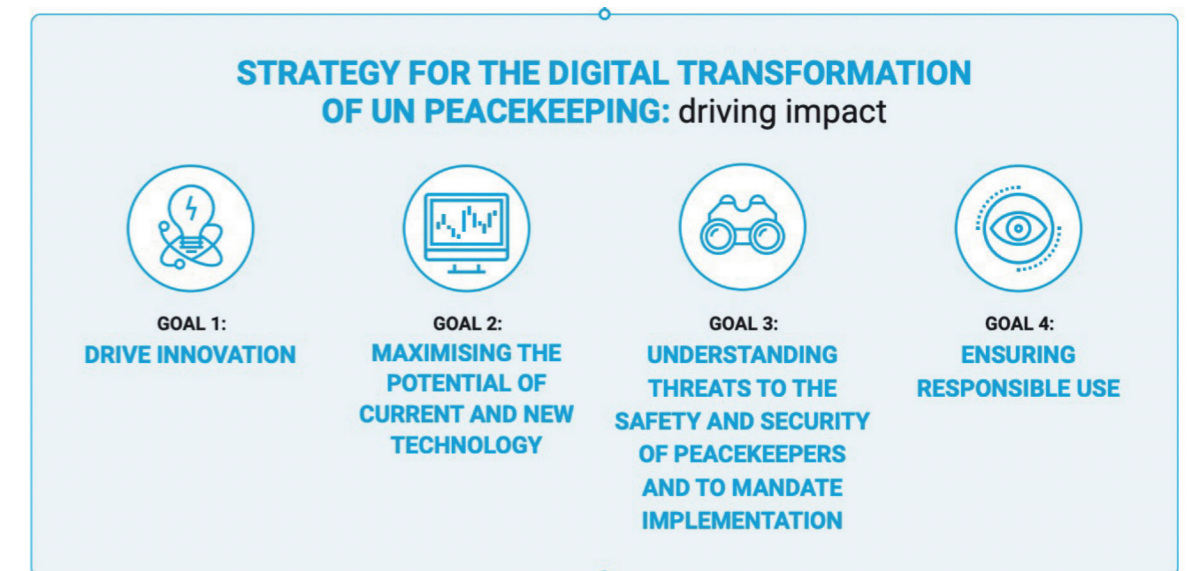 STRATEGY FOR THE DIGITAL TRANSFORMATION
OF UN PEACEKEEPING: driving impact
GOAL 1:
DRIVE INNOVATION
GOAL 2:
MAXIMISING THE
POTENTIAL OF
CURRENT AND NEW
TECHNOLOGY
GOAL 3:
UNDERSTANDING
THREATS TO THE
SAFETY AND SECURITY
OF PEACEKEEPERS
AND TO MANDATE
IMPLEMENTATION
GOAL 4:
ENSURING
RESPONSIBLE USE